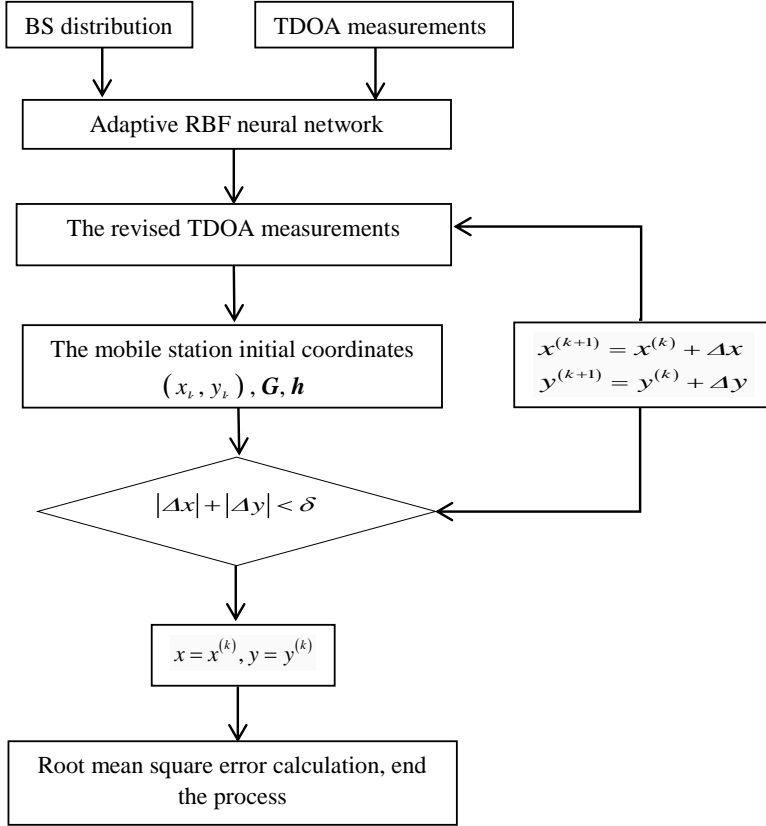 BS distribution
TDOA measurements
Adaptive RBF neural network
The revised TDOA measurements
The mobile station initial coordinates
(x_k, y_k), G, h
x^(k+1) = x^(k) + Δx
y^(k+1) = y^(k) + Δy
|Δx| + |Δy| < δ
x = x^(k), y = y^(k)
Root mean square error calculation, end
the process